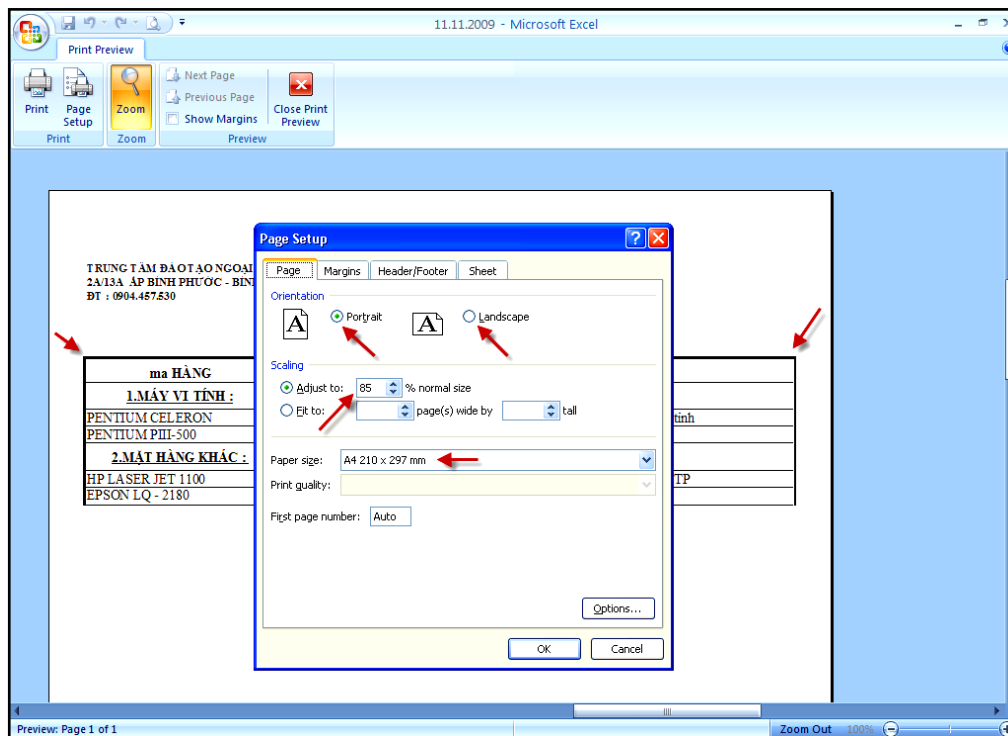 11.11.2009 - Microsoft Excel
Print Preview
Print
Page Setup
Zoom
Next Page
Previous Page
Show Margins
Close Print Preview
Print
Zoom
Preview
TRUNG TÂM ĐÀO TẠO NGOẠI
2A/13A ẤP BÌNH PHƯỚC - BÌN
ĐT : 0904.457.530
ma HÀNG
1.MÁY VI TÍNH :
PENTIUM CELERON
tính
PENTIUM PIII-500
2.MẶT HÀNG KHÁC :
HP LASER JET 1100
TP
EPSON LQ - 2180
Page Setup
Page Margins Header/Footer Sheet
Orientation
A Portrait A Landscape
Scaling
Adjust to: 85 % normal size
Fit to: page(s) wide by tall
Paper size: A4 210 x 297 mm
Print quality:
First page number: Auto
Options...
OK Cancel
Preview: Page 1 of 1
Zoom Out 100%